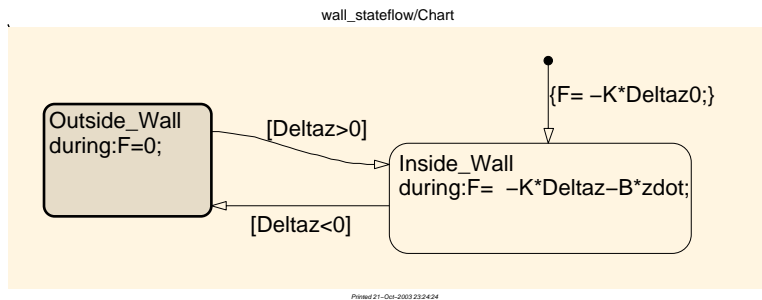 wall_stateflow/Chart
{F= −K*Deltaz0;}
Outside_Wall
during:F=0;
[Deltaz>0]
Inside_Wall
during:F=  −K*Deltaz−B*zdot;
[Deltaz<0]
Printed 21−Oct−2003 23:24:24